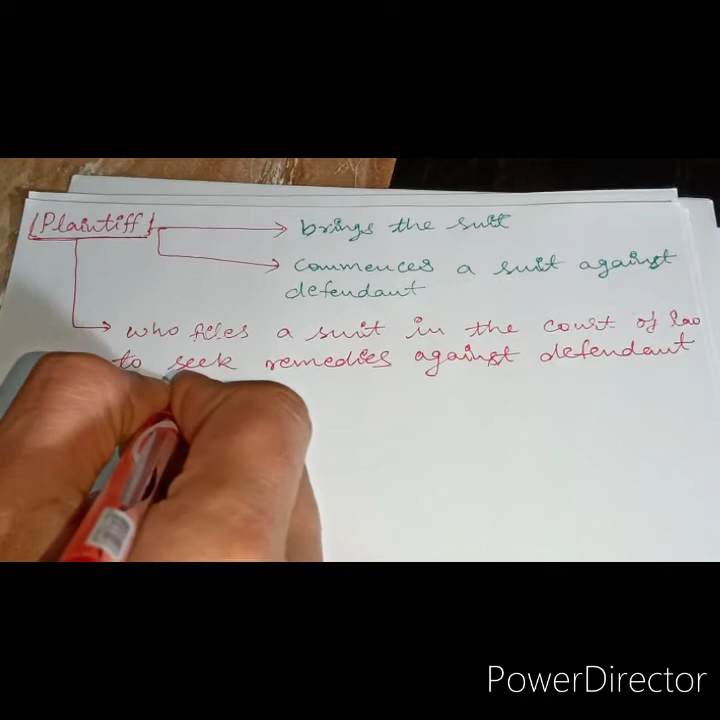 Plaintiff
brings the suit
commences a suit against
defendant
who files a suit in the court of law
to seek remedies against defendant
PowerDirector